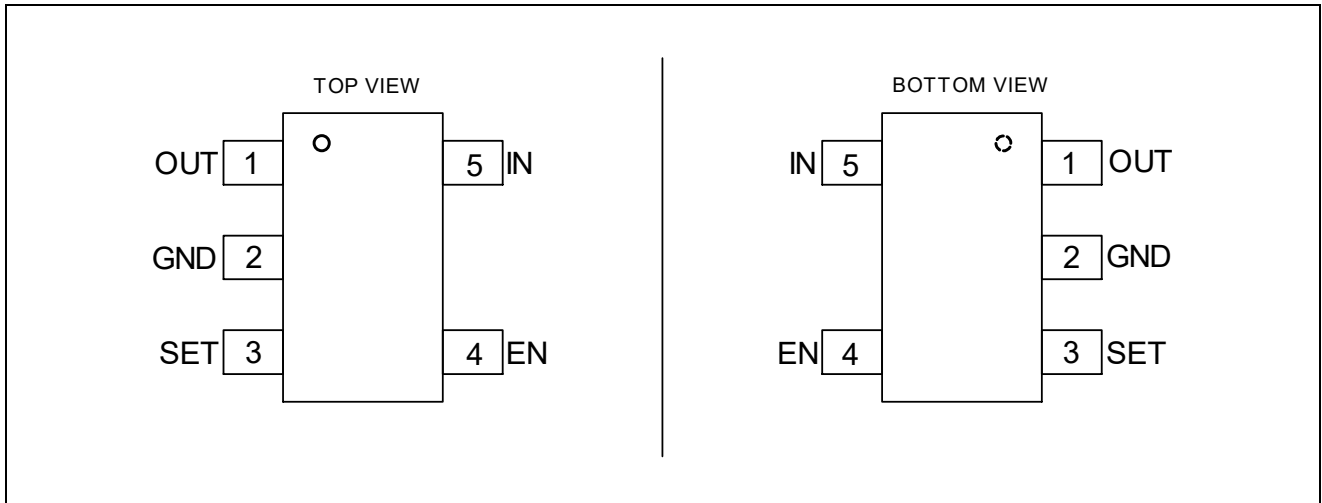 TOP VIEW
OUT 1
5 IN
GND 2
SET 3
4 EN
BOTTOM VIEW
IN 5
1 OUT
2 GND
EN 4
3 SET